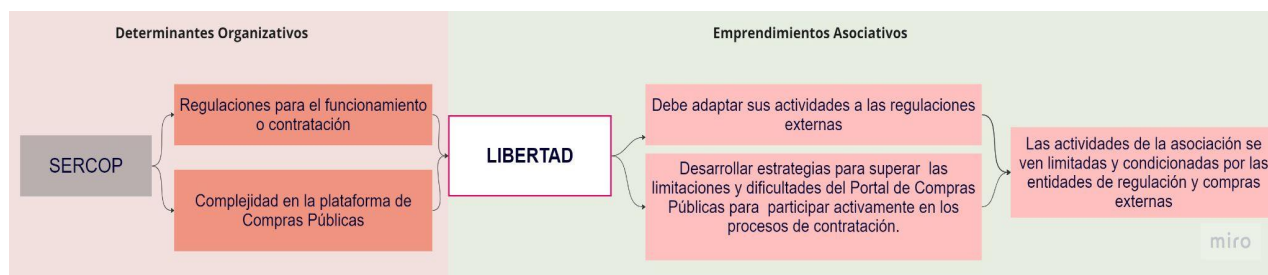 Determinantes Organizativos
Emprendimientos Asociativos
SERCOP
Regulaciones para el funcionamiento
o contratación
Complejidad en la plataforma de
Compras Públicas
LIBERTAD
Debe adaptar sus actividades a las regulaciones
externas
Desarrollar estrategias para superar las
limitaciones y dificultades del Portal de Compras
Públicas para participar activamente en los
procesos de contratación.
Las actividades de la asociación se
ven limitadas y condicionadas por las
entidades de regulación y compras
externas
miro